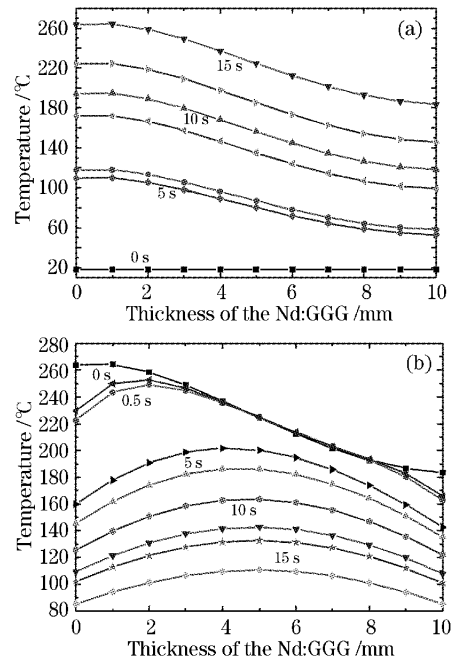 (a)
Temperature /℃
260
220
180
140
100
60
20
15 s
10 s
5 s
0 s
0 2 4 6 8 10
Thickness of the Nd:GGG /mm
(b)
Temperature /℃
280
260
240
220
200
180
160
140
120
100
80
0 s
0.5 s
5 s
10 s
15 s
0 2 4 6 8 10
Thickness of the Nd:GGG /mm